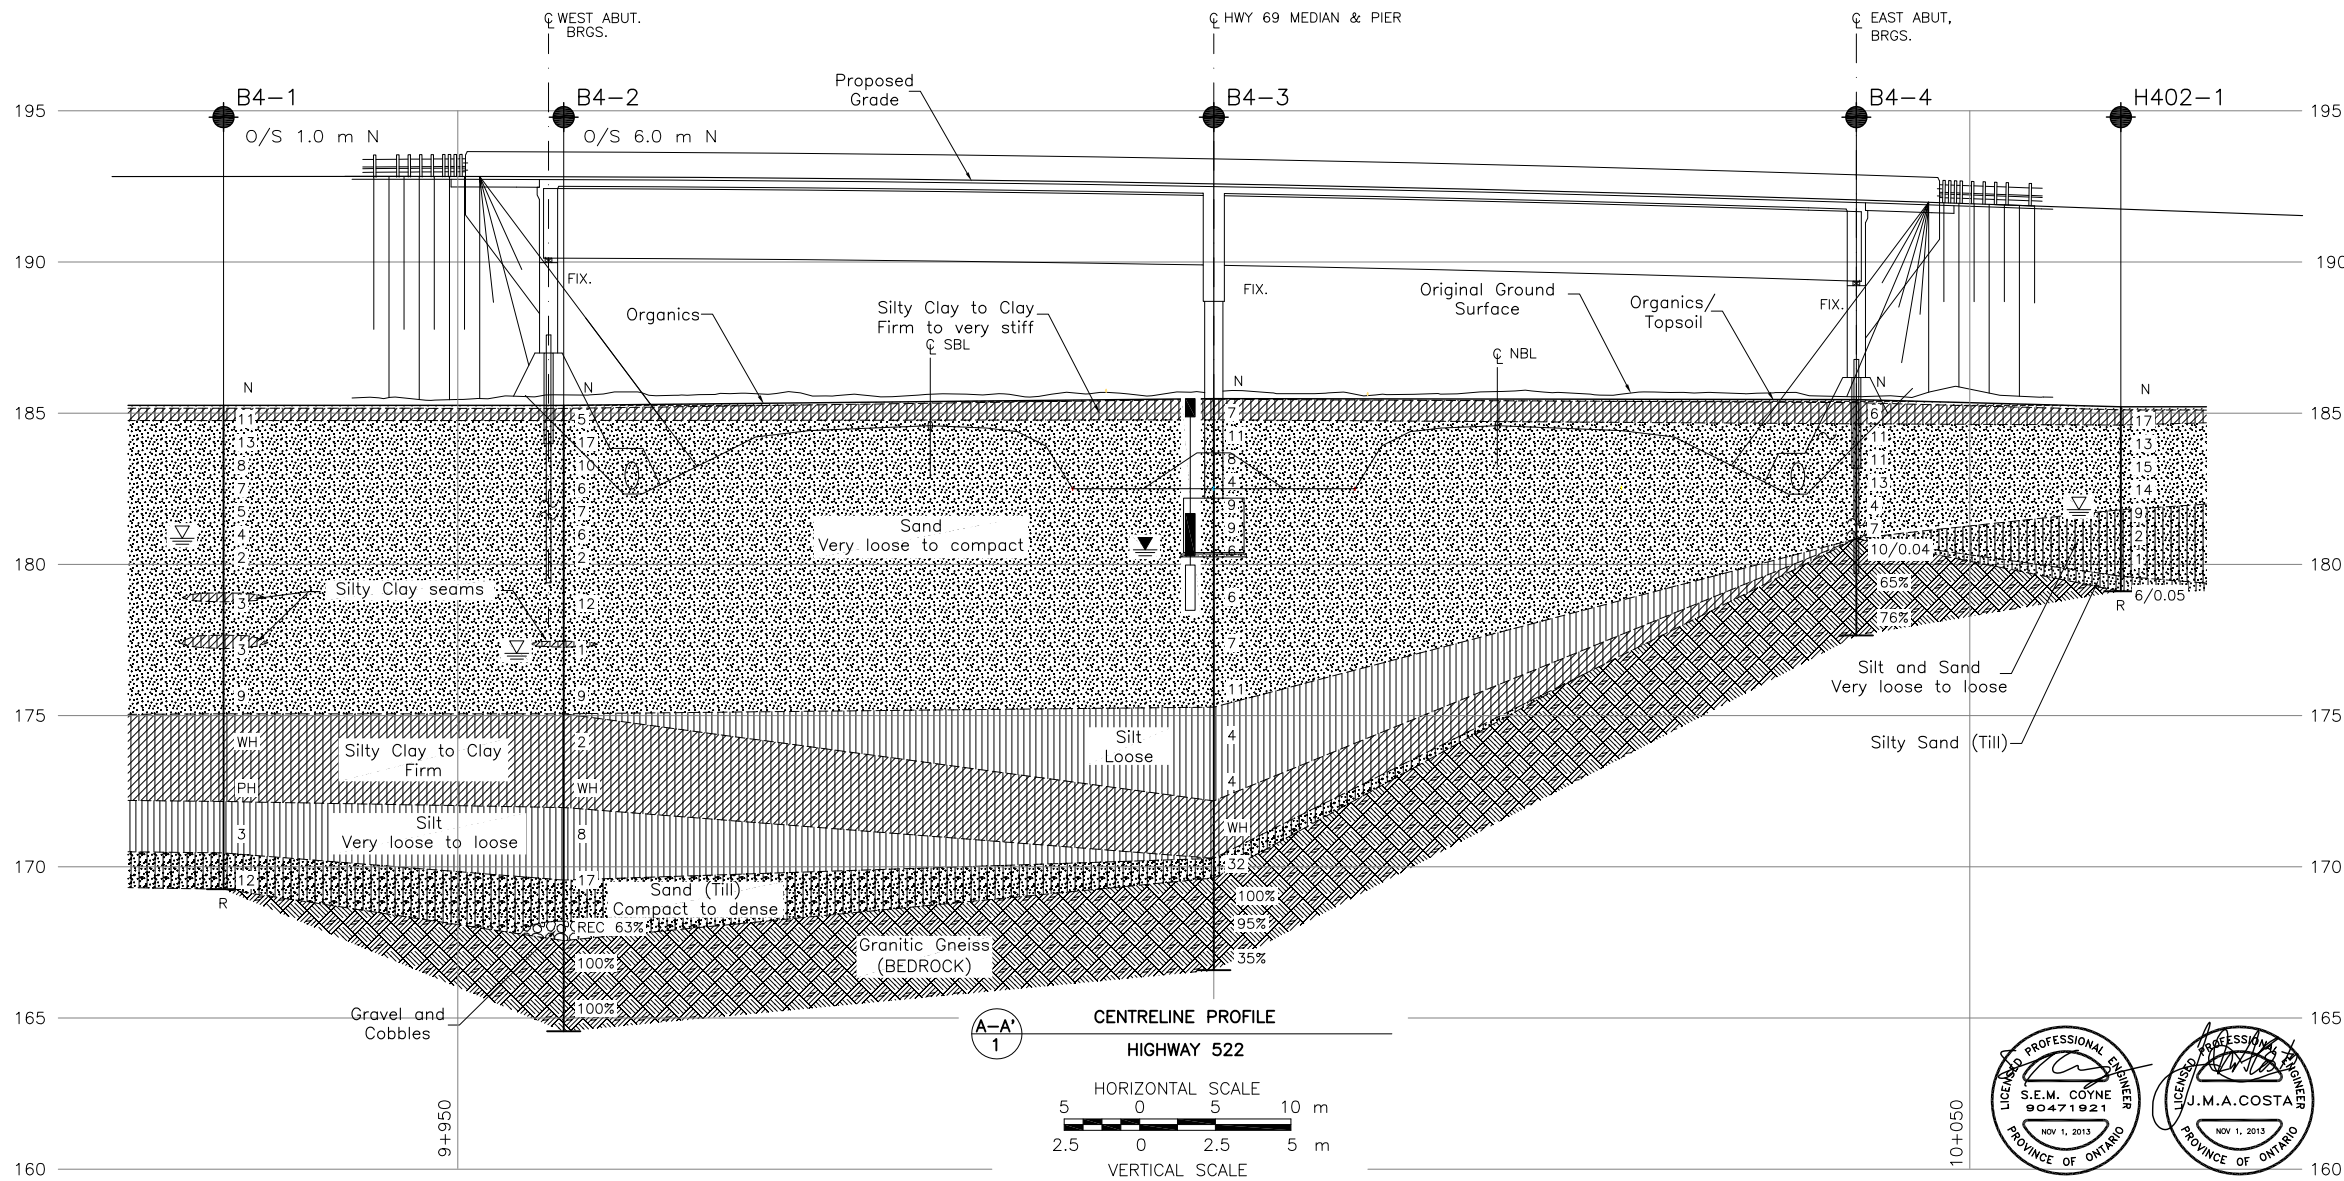 ℄ WEST ABUT.
BRGS.
℄ HWY 69 MEDIAN & PIER
℄ EAST ABUT,
BRGS.
Proposed
Grade
195
B4-1
B4-2
B4-3
B4-4
H402-1
195
O/S 1.0 m N
O/S 6.0 m N
190
190
FIX.
FIX.
FIX.
Organics
Silty Clay to Clay
Firm to very stiff
Original Ground
Surface
Organics/
Topsoil
℄ SBL
℄ NBL
N
N
N
N
N
185
185
11
13
8
7
5
4
2
3
3
9
WH
PH
3
12
R
5
17
10
6
7
6
2
12
1
9
2
WH
8
17
REC 63%
100%
100%
7
11
4
9
9
6
6
7
11
4
4
WH
32
100%
95%
35%
6
11
11
13
4
7
10/0.04
65%
76%
17
13
15
14
9
2
1
6/0.05
R
Sand
Very loose to compact
180
180
Silty Clay seams
Silt and Sand
Very loose to loose
175
175
Silty Clay to Clay
Firm
Silt
Loose
Silty Sand (Till)
Silt
Very loose to loose
170
170
Sand (Till)
Compact to dense
Granitic Gneiss
(BEDROCK)
Gravel and
Cobbles
165
165
A-A'
1
CENTRELINE PROFILE
HIGHWAY 522
HORIZONTAL SCALE
5 0 5 10 m
2.5 0 2.5 5 m
VERTICAL SCALE
9+950
10+050
160
160
LICENSED PROFESSIONAL ENGINEER
S.E.M. COYNE
90471921
NOV 1, 2013
PROVINCE OF ONTARIO
LICENSED PROFESSIONAL ENGINEER
J.M.A.COSTA
NOV 1, 2013
PROVINCE OF ONTARIO